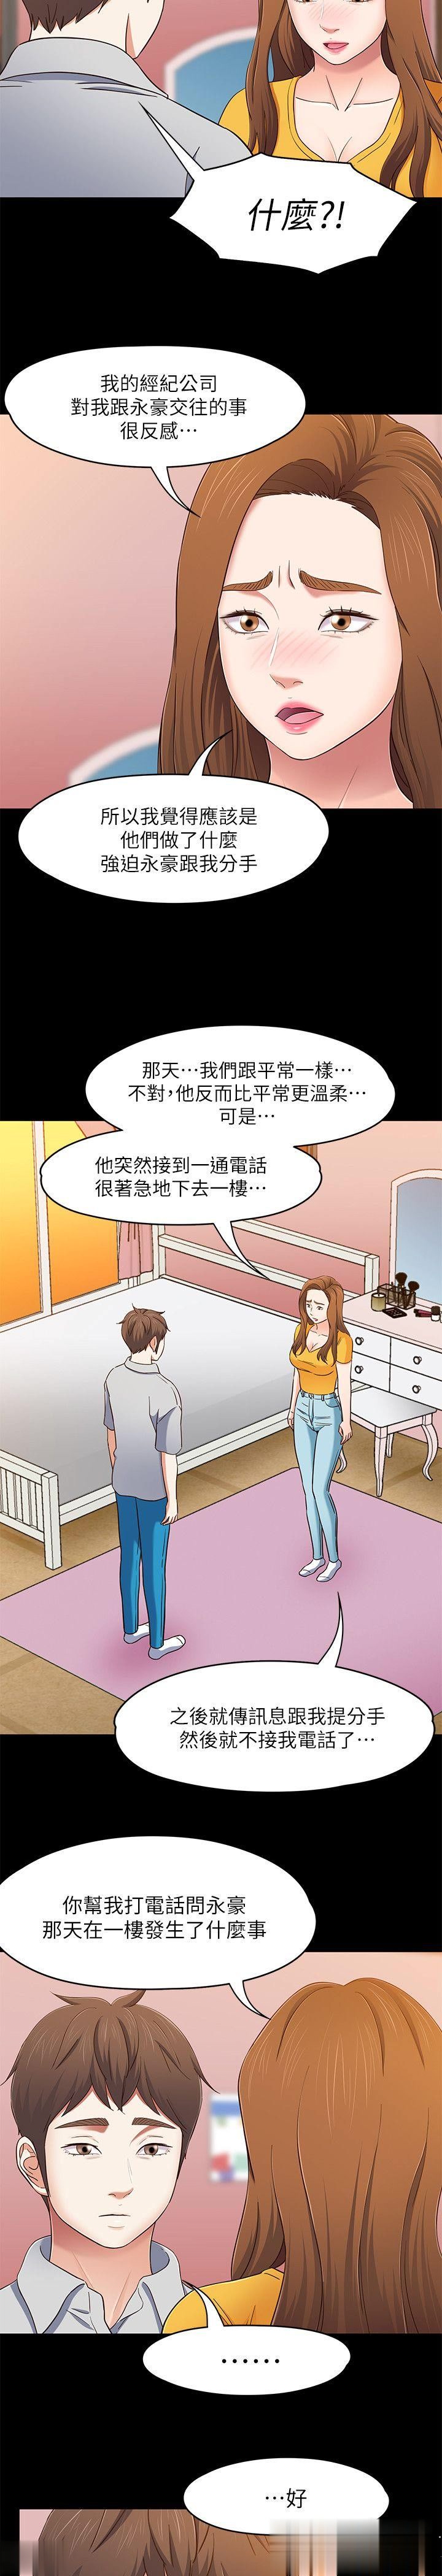 什麼?!
我的經紀公司
對我跟永豪交往的事
很反感…
所以我覺得應該是
他們做了什麼
強迫永豪跟我分手
那天…我們跟平常一樣…
不對,他反而比平常更溫柔…
可是…
他突然接到一通電話
很著急地下去一樓…
之後就傳訊息跟我提分手
然後就不接我電話了…
你幫我打電話問永豪
那天在一樓發生了什麼事
……
…好